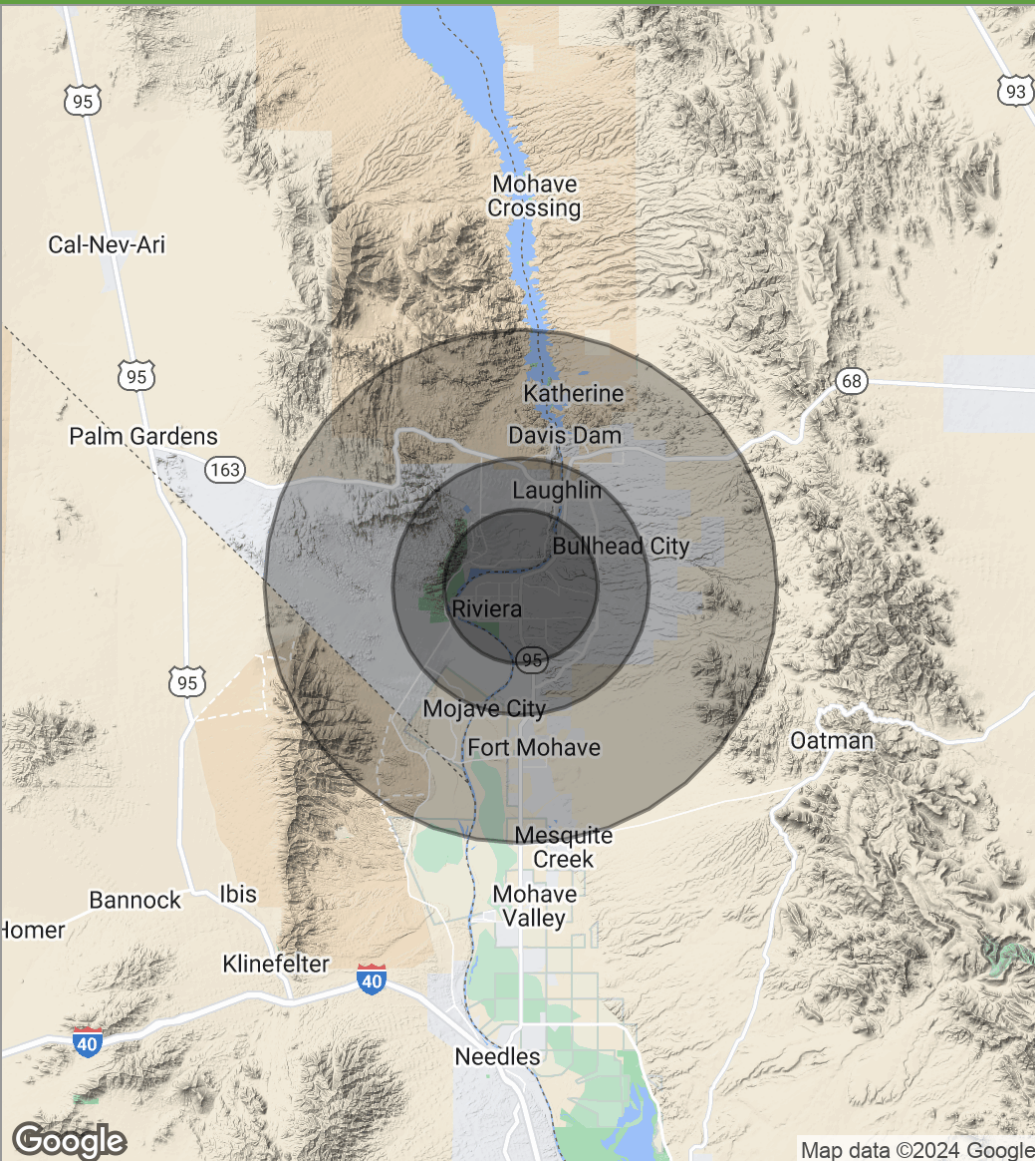 95
93
Mohave
Crossing
Cal-Nev-Ari
95
68
Katherine
Palm Gardens
Davis Dam
163
Laughlin
Bullhead City
Riviera
95
95
Mojave City
Fort Mohave
Oatman
Mesquite
Creek
Bannock
Ibis
Mohave
Valley
Homer
Klinefelter
40
40
Needles
Google
Map data ©2024 Google